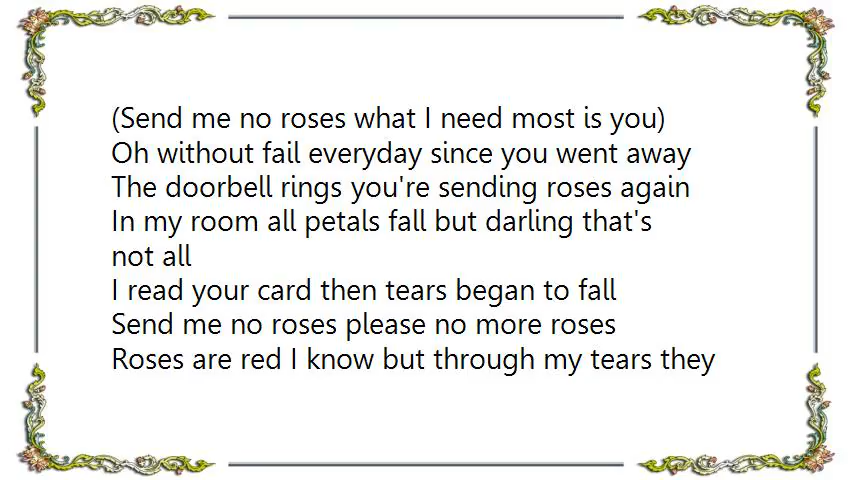 (Send me no roses what I need most is you)
Oh without fail everyday since you went away
The doorbell rings you're sending roses again
In my room all petals fall but darling that's
not all
I read your card then tears began to fall
Send me no roses please no more roses
Roses are red I know but through my tears they